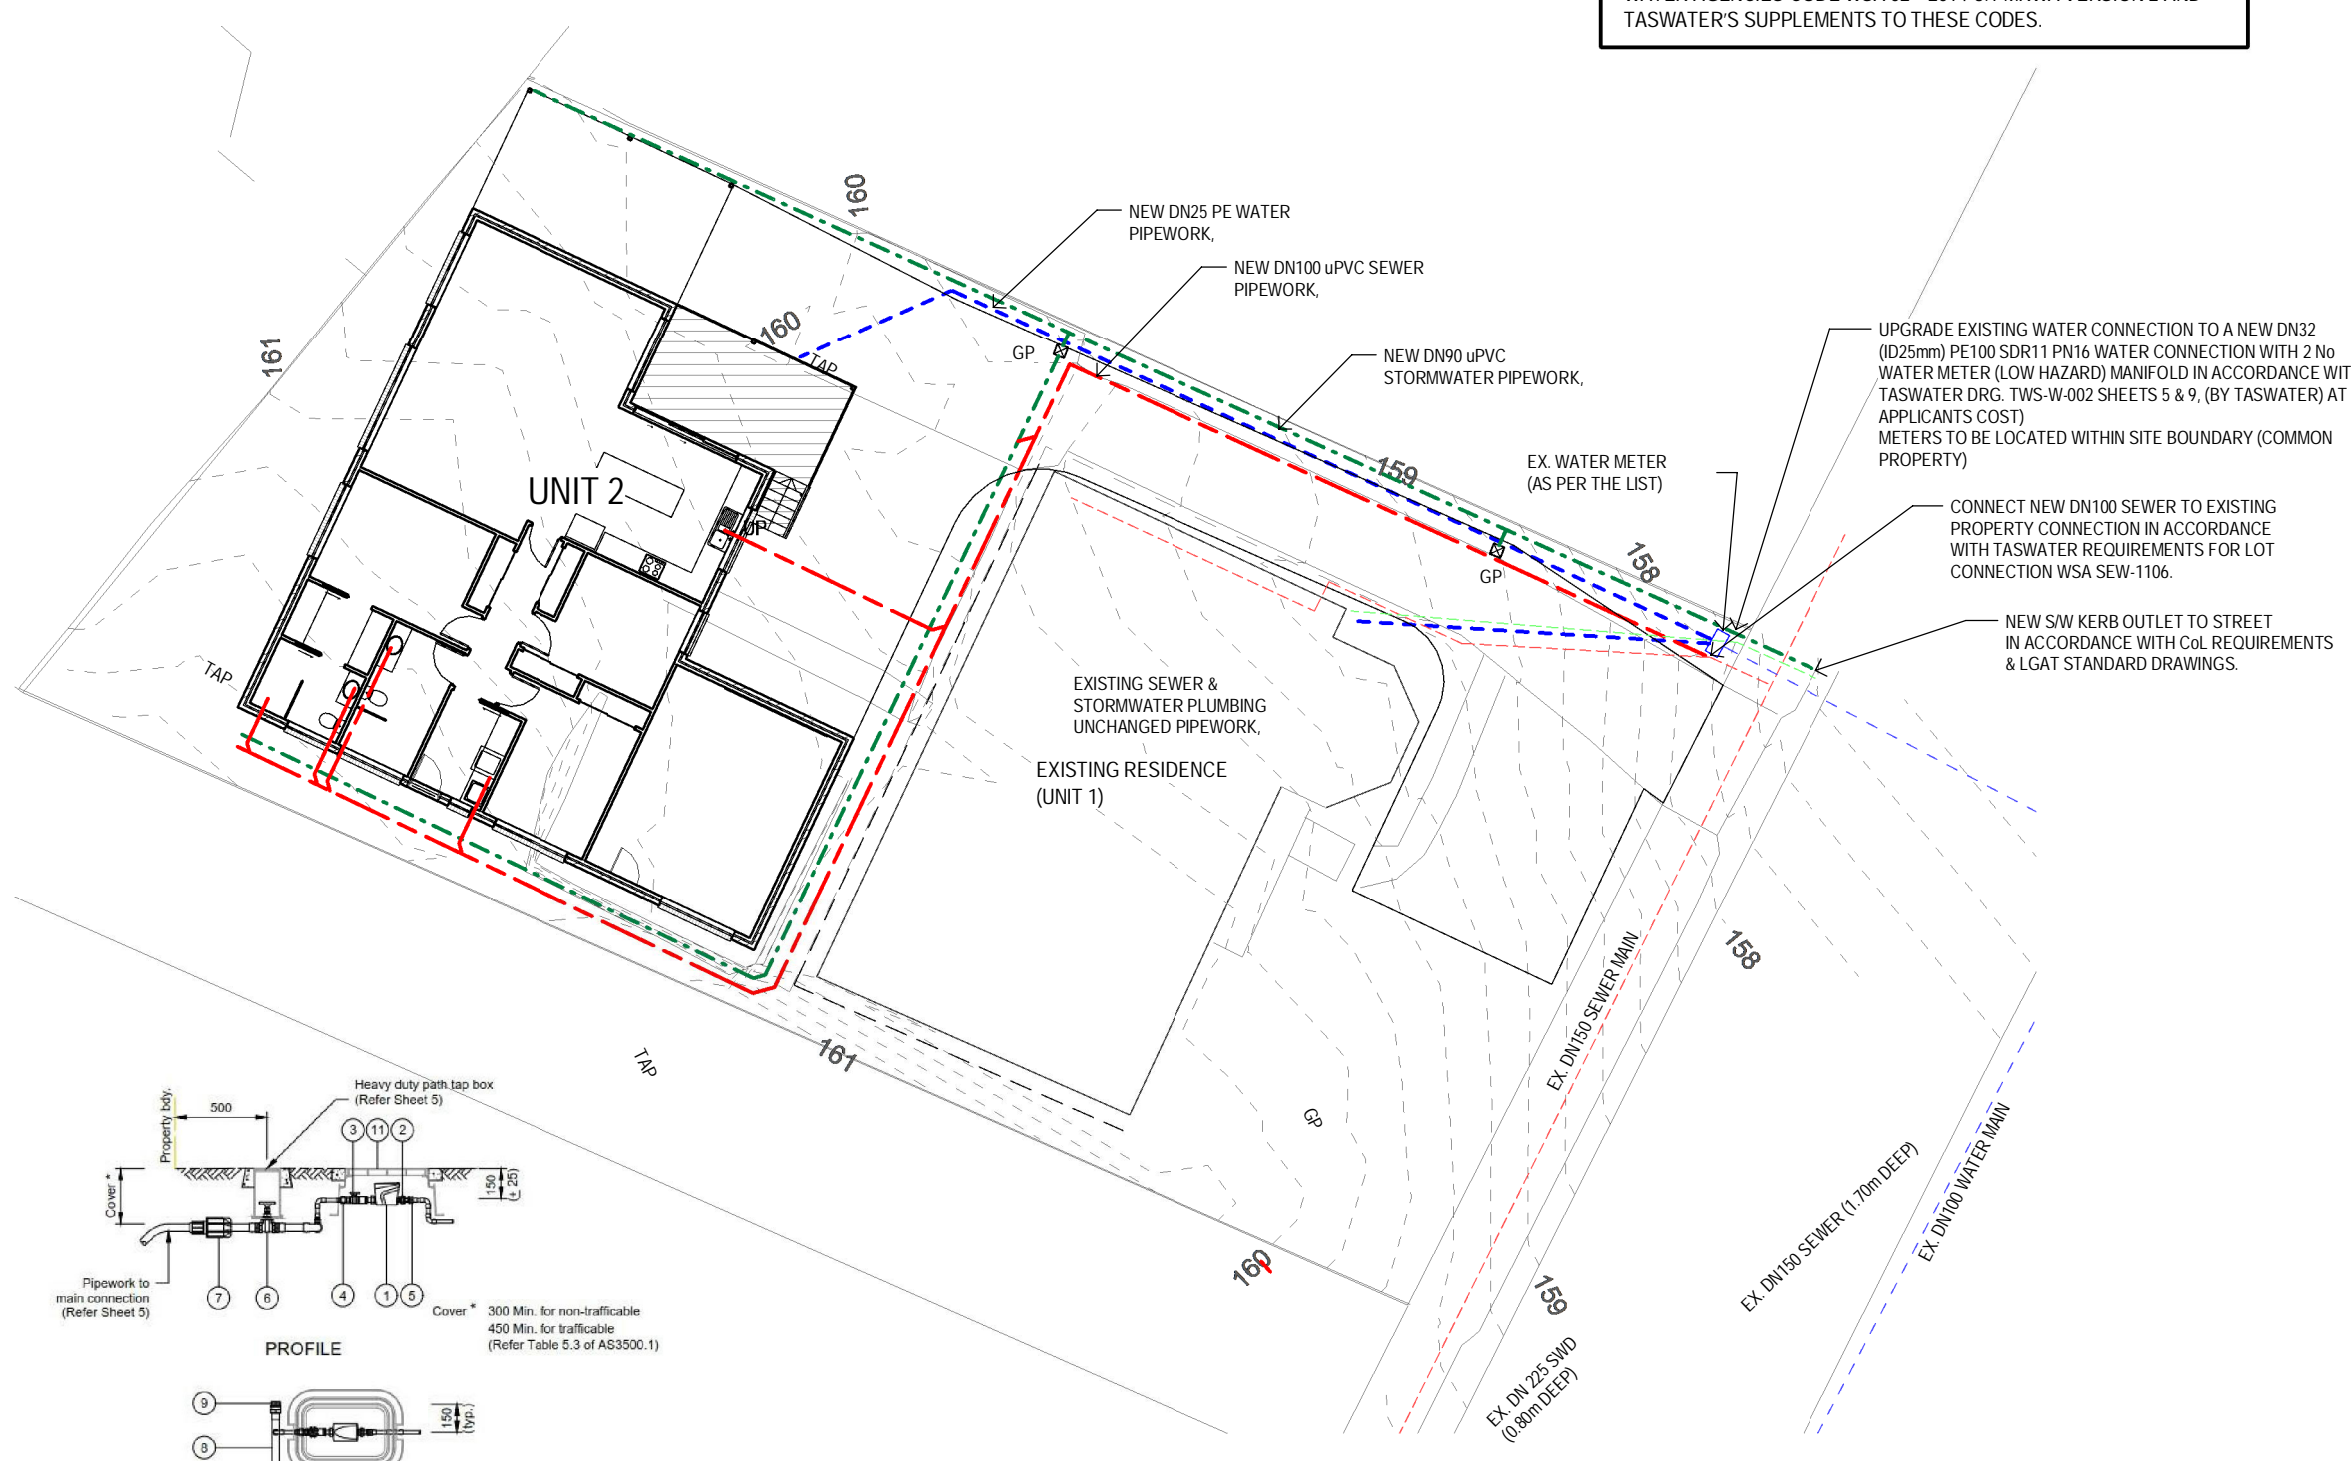 TASWATER'S SUPPLEMENTS TO THESE CODES.
160
NEW DN25 PE WATER
PIPEWORK,
NEW DN100 uPVC SEWER
PIPEWORK,
161
160
TAP
GP
NEW DN90 uPVC
STORMWATER PIPEWORK,
UPGRADE EXISTING WATER CONNECTION TO A NEW DN32
(ID25mm) PE100 SDR11 PN16 WATER CONNECTION WITH 2 No
WATER METER (LOW HAZARD) MANIFOLD IN ACCORDANCE WIT
TASWATER DRG. TWS-W-002 SHEETS 5 & 9, (BY TASWATER) AT
APPLICANTS COST)
METERS TO BE LOCATED WITHIN SITE BOUNDARY (COMMON
PROPERTY)
159
EX. WATER METER
(AS PER THE LIST)
UNIT 2
UP
158
GP
CONNECT NEW DN100 SEWER TO EXISTING
PROPERTY CONNECTION IN ACCORDANCE
WITH TASWATER REQUIREMENTS FOR LOT
CONNECTION WSA SEW-1106.
NEW S/W KERB OUTLET TO STREET
IN ACCORDANCE WITH CoL REQUIREMENTS
& LGAT STANDARD DRAWINGS.
TAP
EXISTING SEWER &
STORMWATER PLUMBING
UNCHANGED PIPEWORK,
EXISTING RESIDENCE
(UNIT 1)
158
EX. DN150 SEWER MAIN
161
TAP
GP
160
159
EX. DN 225 SWD
(0.80m DEEP)
EX. DN150 SEWER (1.70m DEEP)
EX. DN100 WATER MAIN
Property bdy.
500
Heavy duty path tap box
(Refer Sheet 5)
3 11 2
Cover *
150
(± 25)
Pipework to
main connection
(Refer Sheet 5)
7 6 4 1 5
Cover * 300 Min. for non-trafficable
450 Min. for trafficable
(Refer Table 5.3 of AS3500.1)
PROFILE
9
8
150
(typ.)